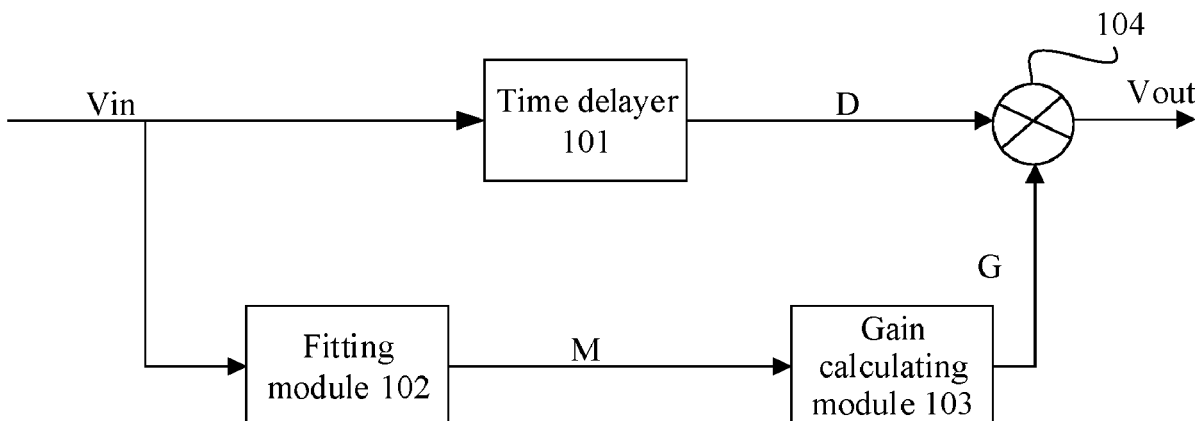 104
Vin
Time delayer
101
D
Vout
G
Fitting
module 102
M
Gain
calculating
module 103